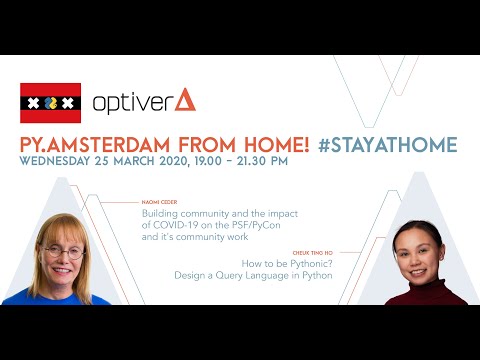 optiver
PY.AMSTERDAM FROM HOME! #STAYATHOME
WEDNESDAY 25 MARCH 2020, 19.00 – 21.30 PM
NAOMI CEDER
Building community and the impact
of COVID-19 on the PSF/PyCon
and it's community work
CHEUK TING HO
How to be Pythonic?
Design a Query Language in Python